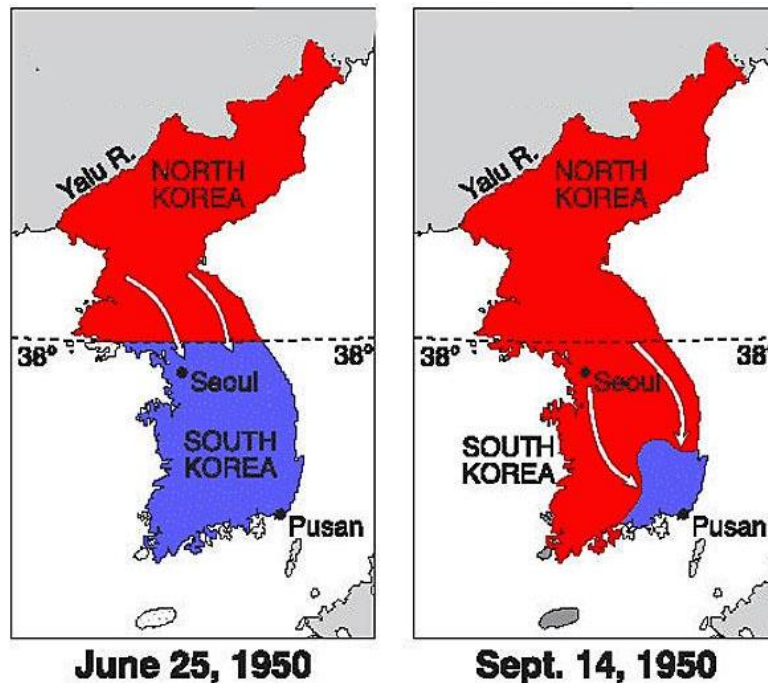 Yalu R.
NORTH
KOREA
38°
38°
Seoul
SOUTH
KOREA
Pusan
June 25, 1950
Yalu R.
NORTH
KOREA
38°
38°
Seoul
SOUTH
KOREA
Pusan
Sept. 14, 1950